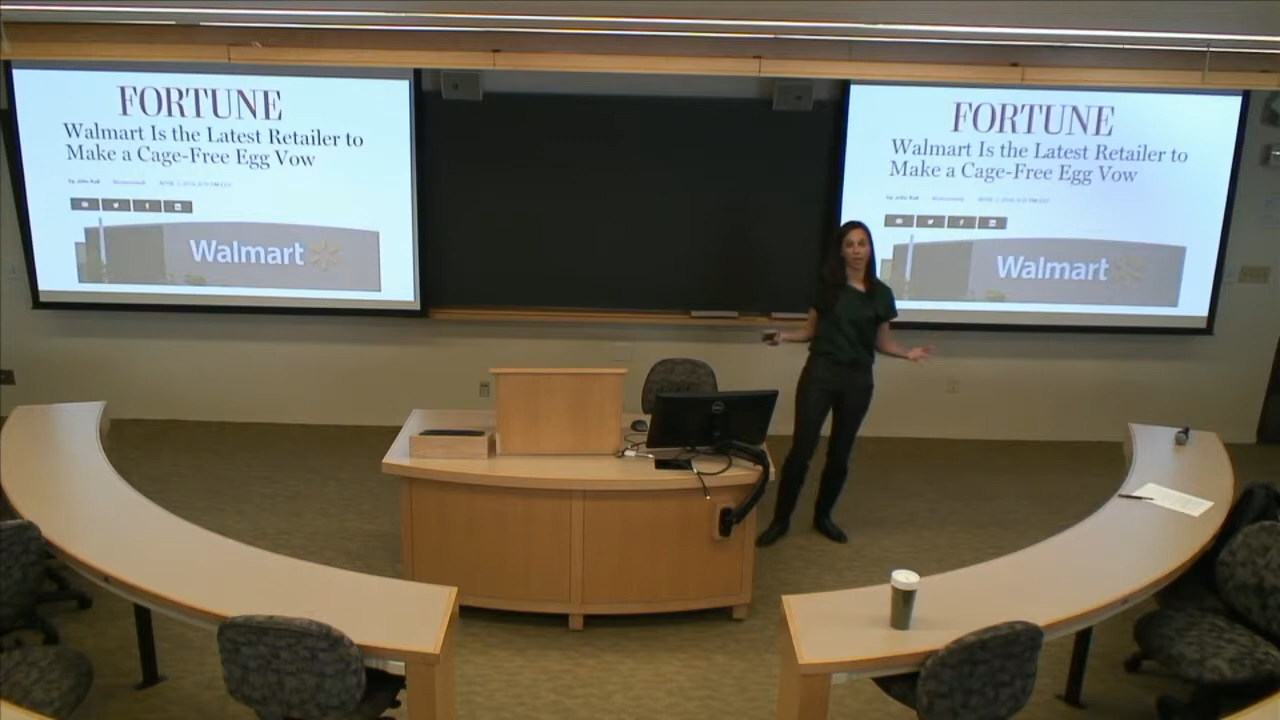 FORTUNE
Walmart Is the Latest Retailer to
Make a Cage-Free Egg Vow
Walmart
FORTUNE
Walmart Is the Latest Retailer to
Make a Cage-Free Egg Vow
Walmart